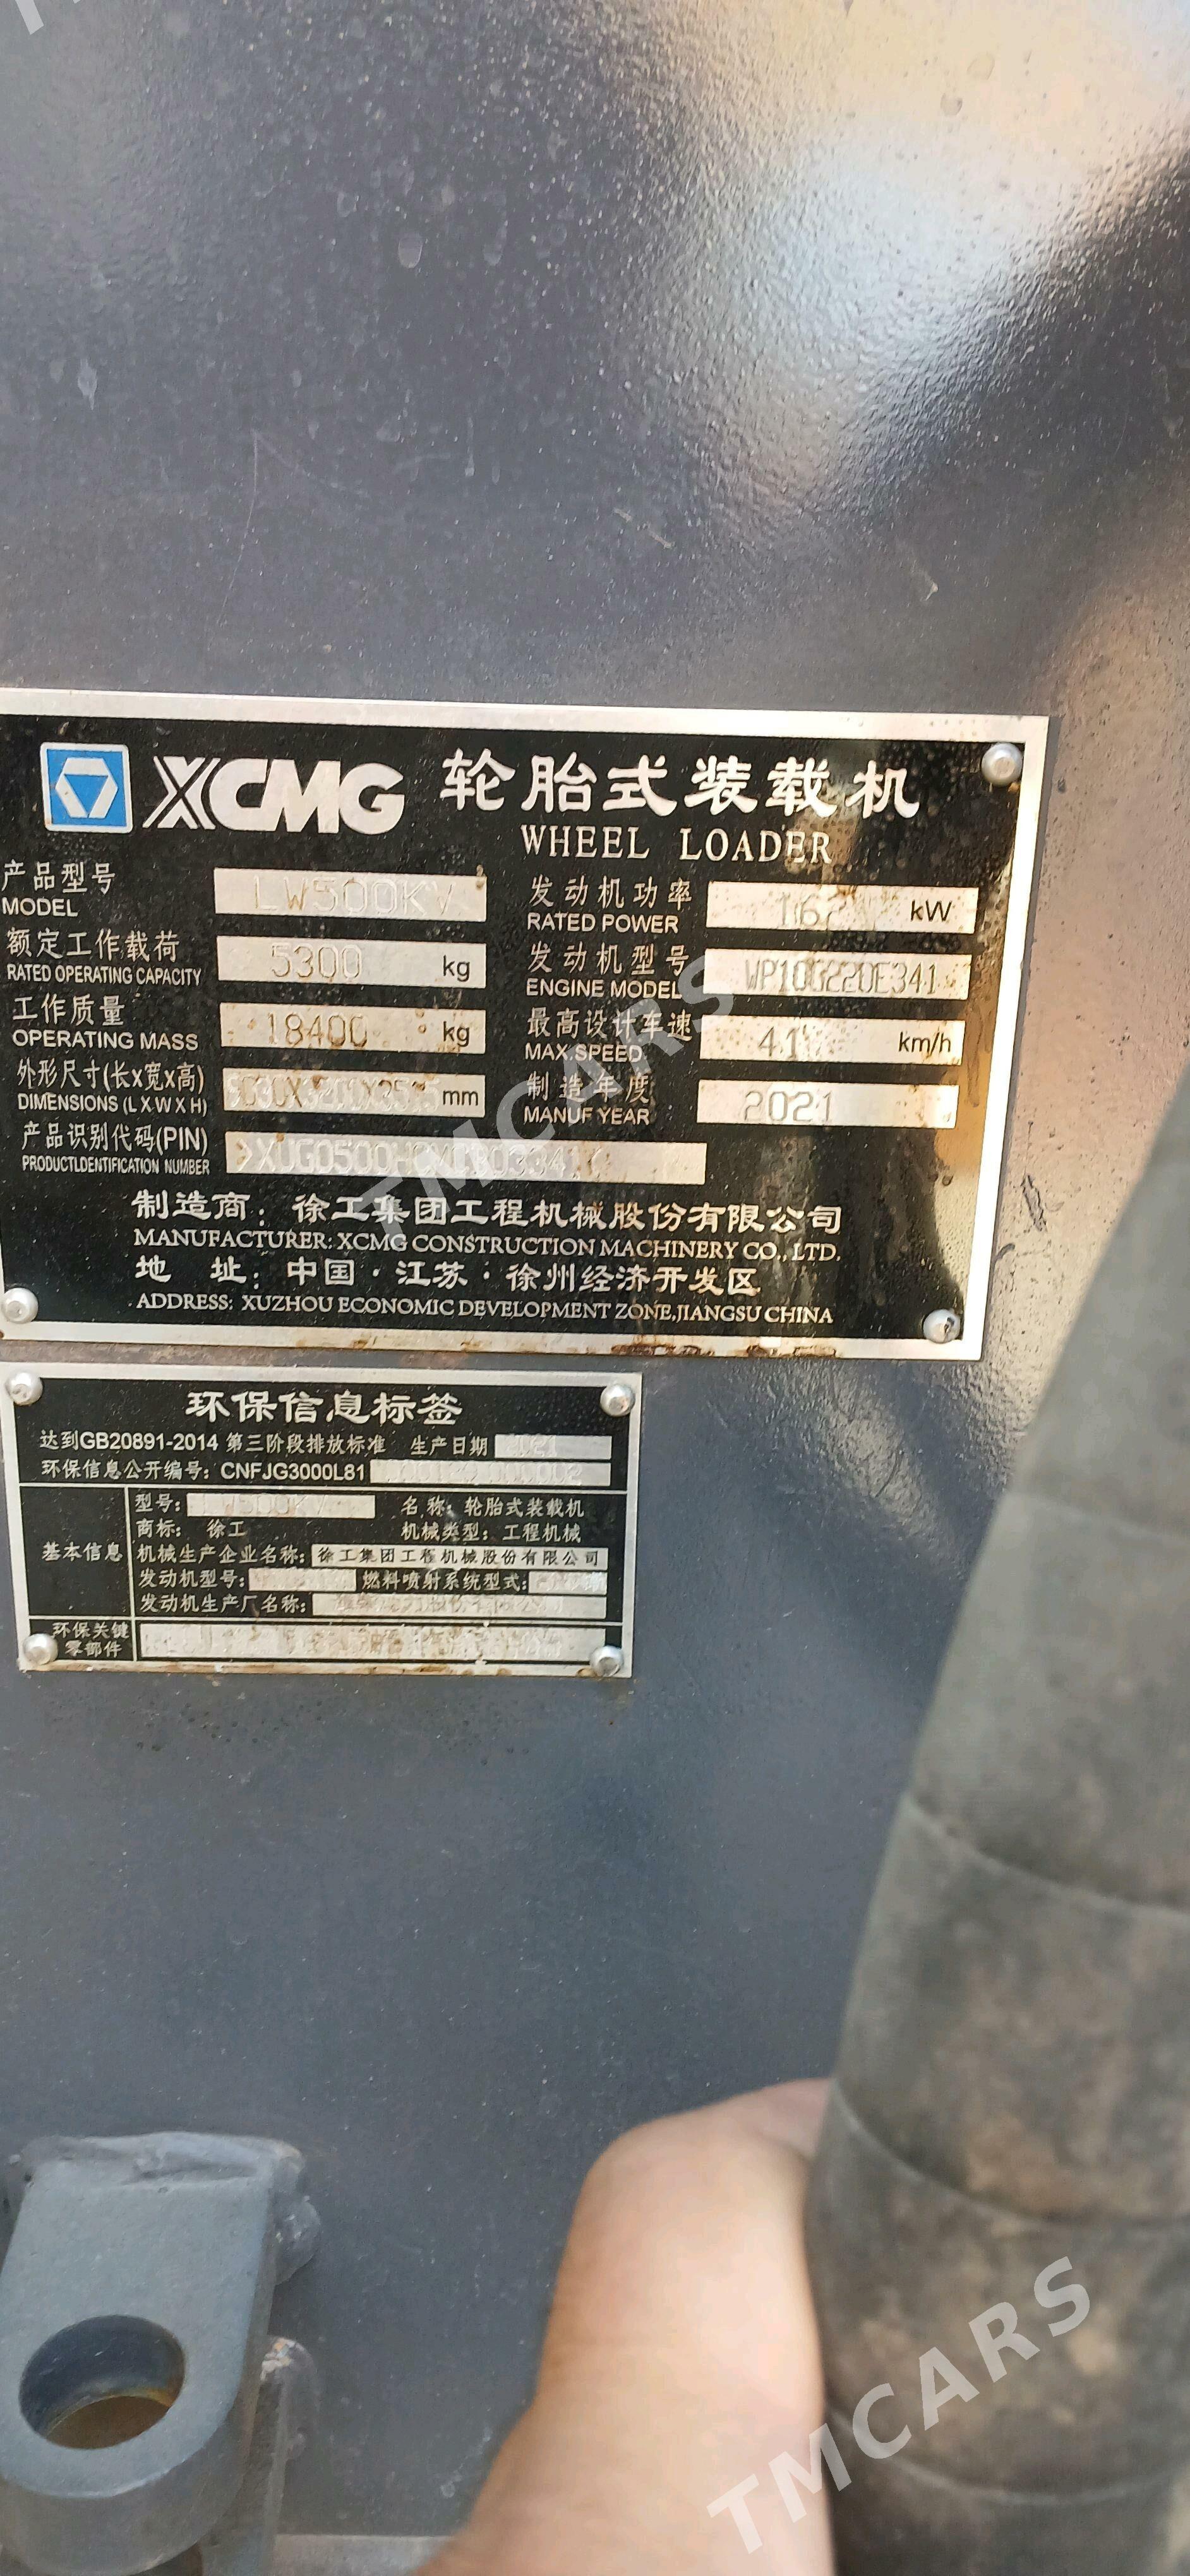 XCMG 轮胎式装载机
WHEEL LOADER
产品型号 LW500KV
MODEL
额定工作载荷 5300 kg
RATED OPERATING CAPACITY
工作质量 18400 kg
OPERATING MASS
外形尺寸(长x宽x高) mm
DIMENSIONS (L X W X H)
产品识别代码(PIN)
PRODUCTLDENTIFICATION NUMBER
发动机功率 162 kW
RATED POWER
发动机型号 WP10G220E341
ENGINE MODEL
最高设计车速 41 km/h
MAX.SPEED
制造年度 2021
MANUF YEAR
制造商：徐工集团工程机械股份有限公司
MANUFACTURER: XCMG CONSTRUCTION MACHINERY CO., LTD.
地 址：中国·江苏·徐州经济开发区
ADDRESS: XUZHOU ECONOMIC DEVELOPMENT ZONE,JIANGSU CHINA
环保信息标签
达到GB20891-2014 第三阶段排放标准 生产日期
环保信息公开编号：CNFJG3000L81
基本信息
型号：LW500KV 名 称：轮胎式装载机
商标： 徐工 机械类型：工程机械
机械生产企业名称：徐工集团工程机械股份有限公司
发动机型号： 燃料喷射系统型式：
发动机生产厂名称：
环保关键
零部件
TMCARS
TMCARS